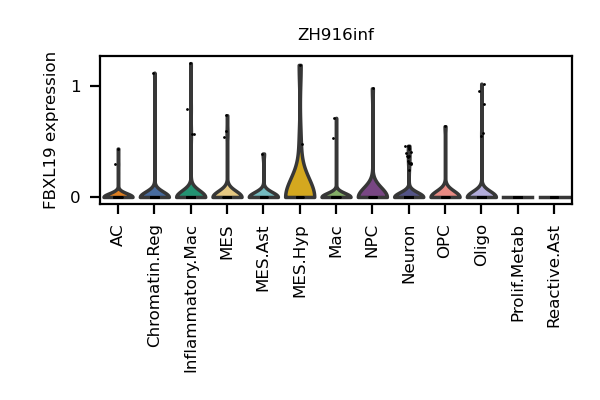 ZH916inf
FBXL19 expression
1
0
AC
Chromatin.Reg
Inflammatory.Mac
MES
MES.Ast
MES.Hyp
Mac
NPC
Neuron
OPC
Oligo
Prolif.Metab
Reactive.Ast